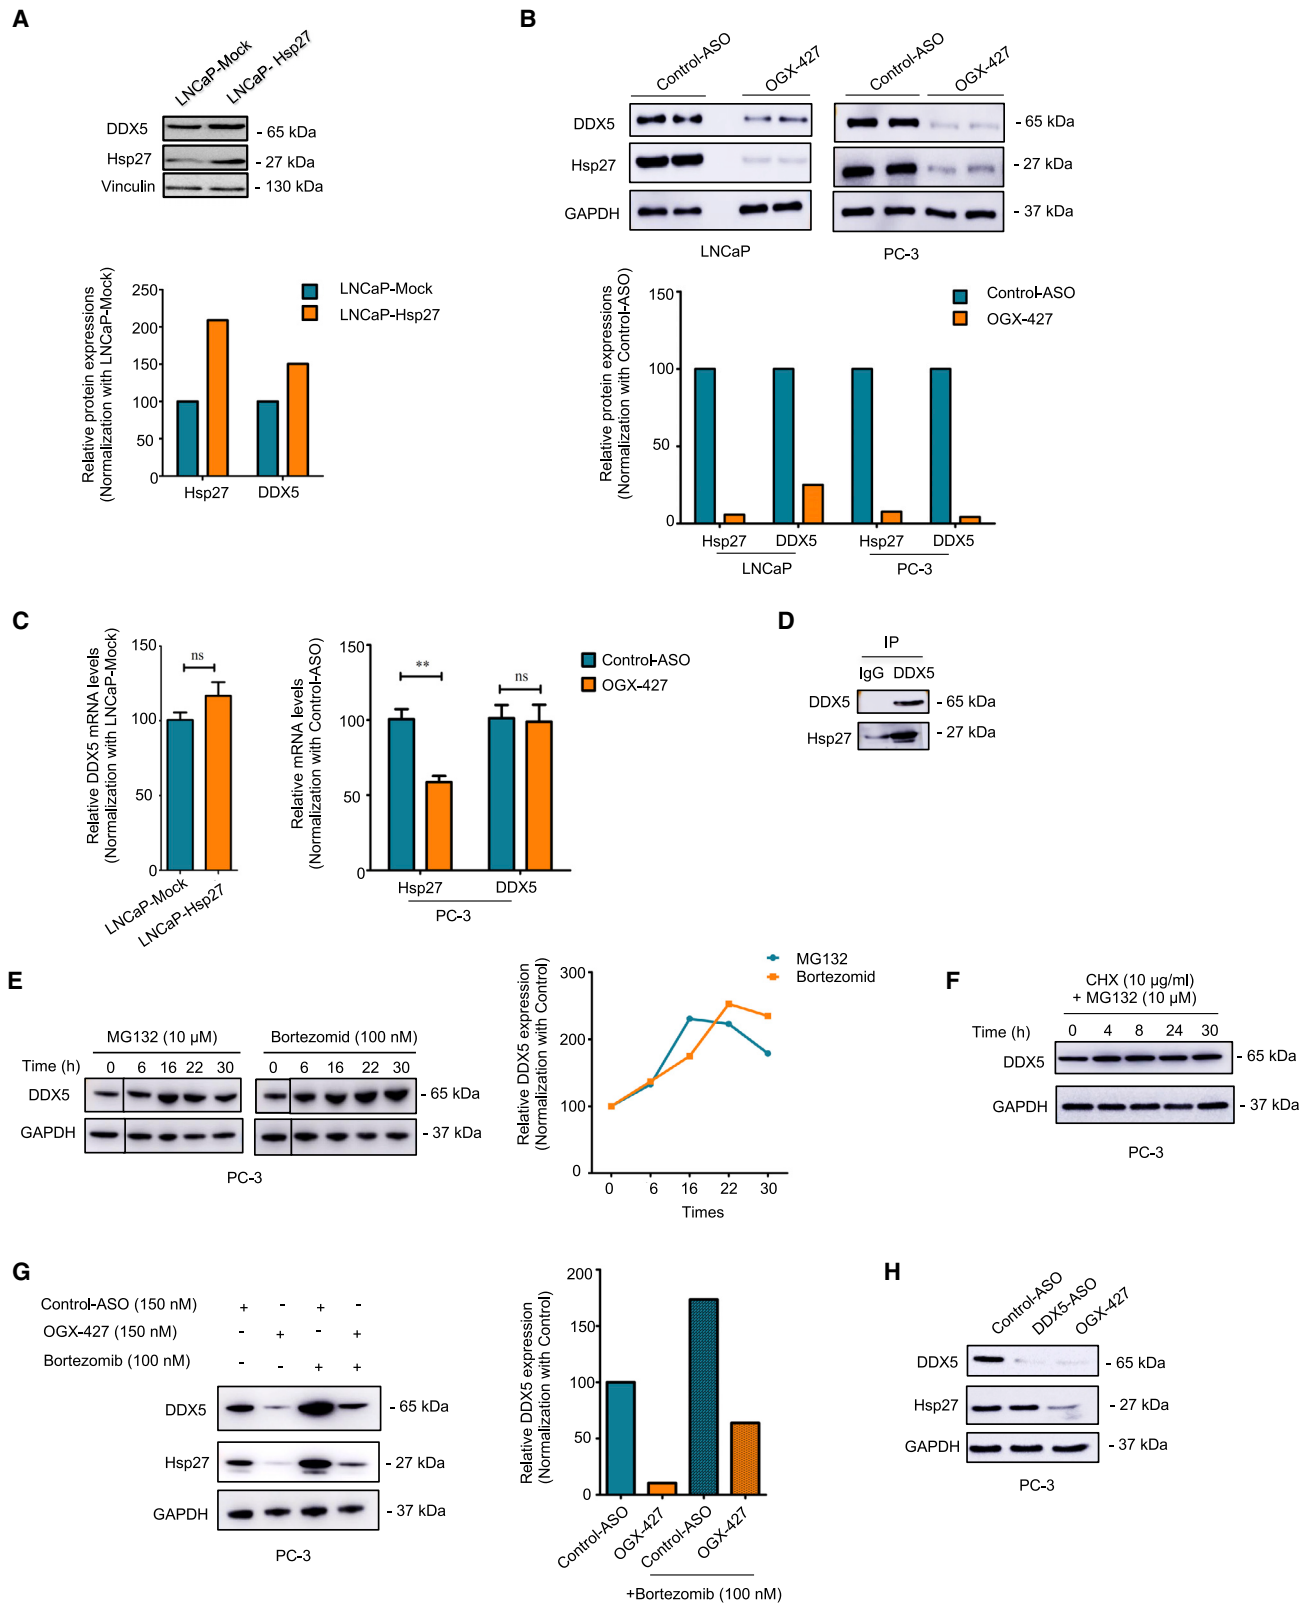 A
LNCaP-Mock
LNCaP- Hsp27
DDX5
- 65 kDa
Hsp27
- 27 kDa
Vinculin
- 130 kDa
Relative protein expressions
(Normalization with LNCaP-Mock)
250
200
150
100
50
0
Hsp27
DDX5
LNCaP-Mock
LNCaP-Hsp27
B
Control-ASO
OGX-427
Control-ASO
OGX-427
DDX5
- 65 kDa
Hsp27
- 27 kDa
GAPDH
- 37 kDa
LNCaP
PC-3
Relative protein expressions
(Normalization with Control-ASO)
150
100
50
0
Hsp27
DDX5
Hsp27
DDX5
LNCaP
PC-3
Control-ASO
OGX-427
C
Relative DDX5 mRNA levels
(Normalization with LNCaP-Mock)
150
100
50
0
ns
LNCaP-Mock
LNCaP-Hsp27
Relative mRNA levels
(Normalization with Control-ASO)
150
100
50
0
**
ns
Hsp27
DDX5
PC-3
Control-ASO
OGX-427
D
IP
IgG DDX5
DDX5
- 65 kDa
Hsp27
- 27 kDa
E
MG132 (10 µM)
Bortezomid (100 nM)
Time (h)
0 6 16 22 30
0 6 16 22 30
DDX5
- 65 kDa
GAPDH
- 37 kDa
PC-3
Relative DDX5 expression
(Normalization with Control)
300
200
100
0
0 6 16 22 30
Times
MG132
Bortezomid
F
CHX (10 µg/ml)
+ MG132 (10 µM)
Time (h) 0 4 8 24 30
DDX5
- 65 kDa
GAPDH
- 37 kDa
PC-3
G
Control-ASO (150 nM) + - + -
OGX-427 (150 nM) - + - +
Bortezomib (100 nM) - - + +
DDX5
- 65 kDa
Hsp27
- 27 kDa
GAPDH
- 37 kDa
PC-3
Relative DDX5 expression
(Normalization with Control)
200
150
100
50
0
Control-ASO
OGX-427
Control-ASO
OGX-427
+Bortezomib (100 nM)
H
Control-ASO
DDX5-ASO
OGX-427
DDX5
- 65 kDa
Hsp27
- 27 kDa
GAPDH
- 37 kDa
PC-3